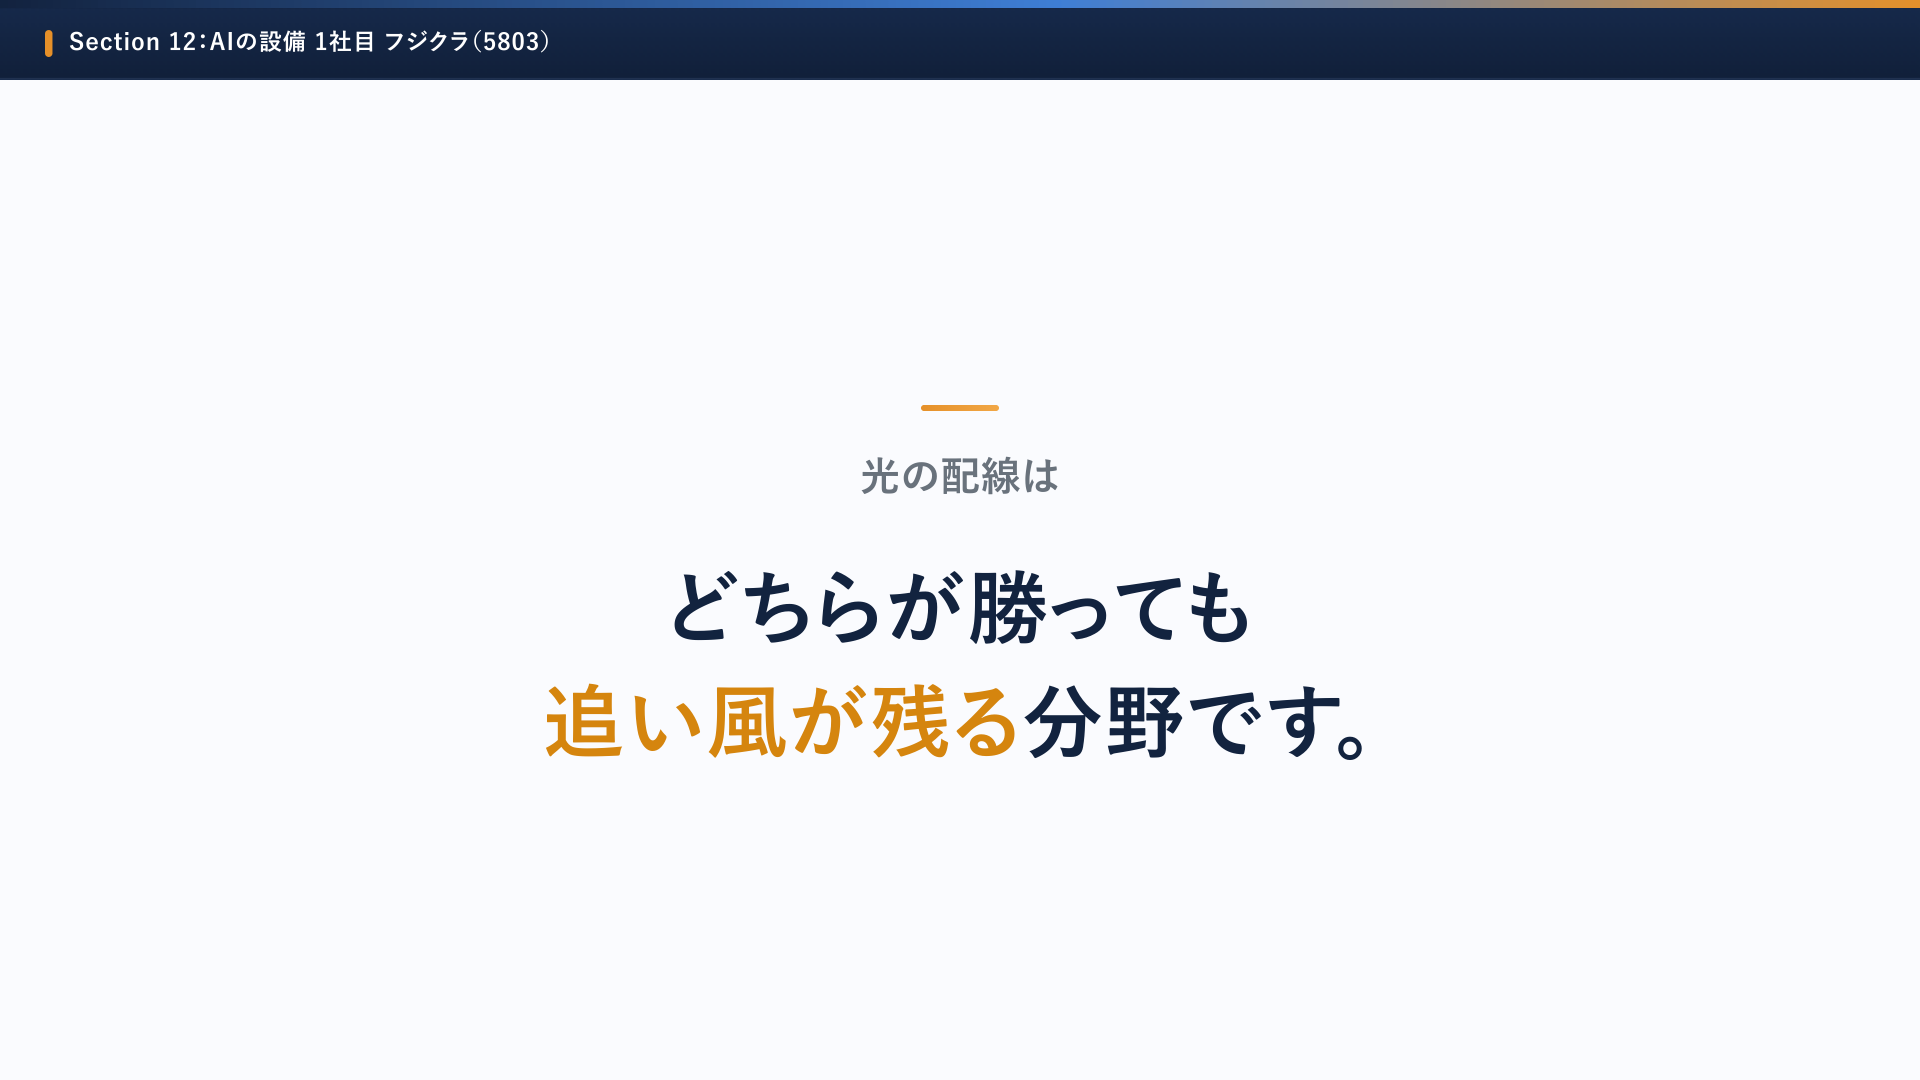 Section 12：AIの設備 1社目 フジクラ（5803）
光の配線は
どちらが勝っても
追い風が残る分野です。